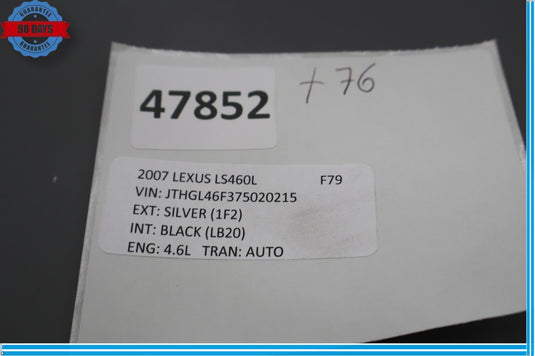 GUARANTEE
90 DAYS
GUARANTEE
47852
+ 76
2007 LEXUS LS460L F79
VIN: JTHGL46F375020215
EXT: SILVER (1F2)
INT: BLACK (LB20)
ENG: 4.6L TRAN: AUTO